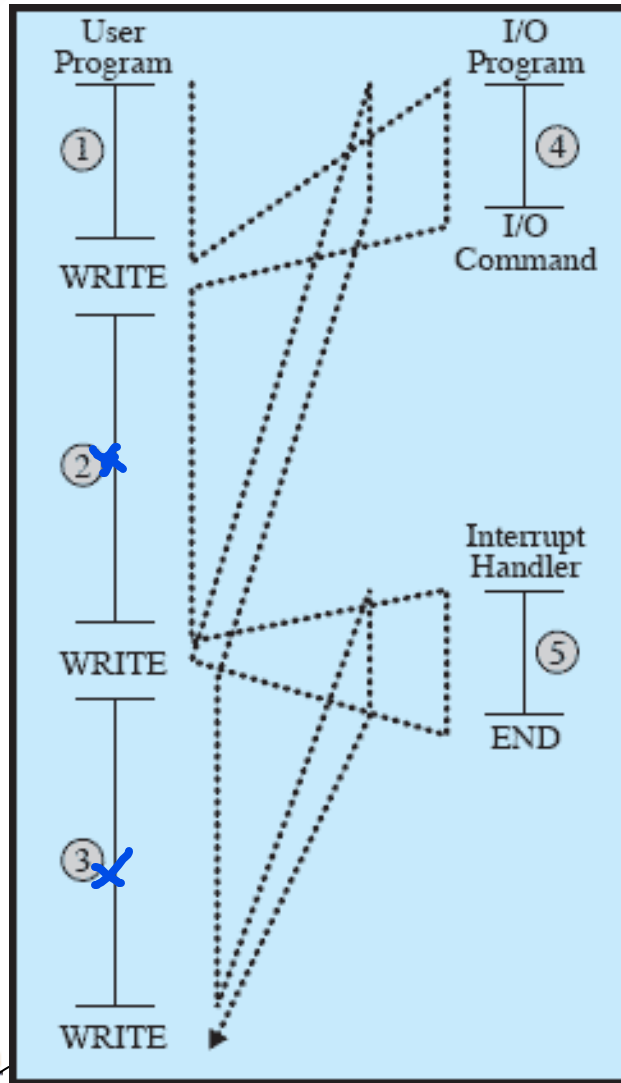 User
Program
I/O
Program
1
4
I/O
Command
WRITE
2
Interrupt
Handler
5
WRITE
END
3
WRITE